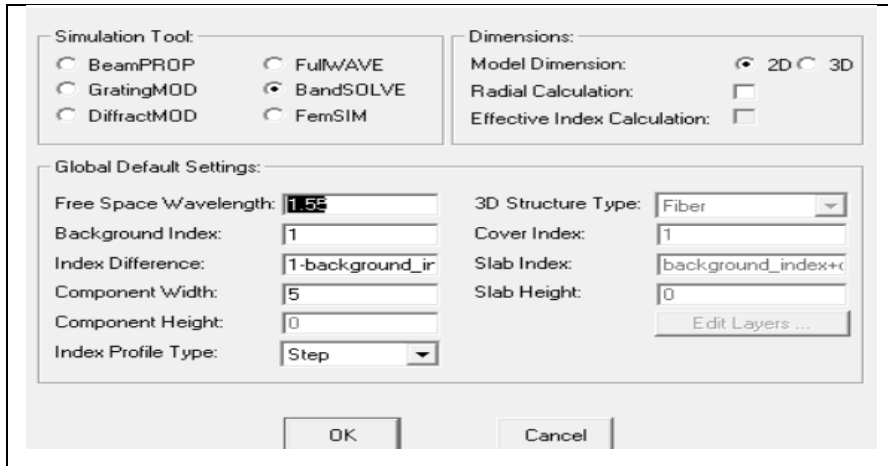 Simulation Tool:
BeamPROP FullWAVE
GratingMOD BandSOLVE
DiffractMOD FemSIM
Dimensions:
Model Dimension: 2D 3D
Radial Calculation:
Effective Index Calculation:
Global Default Settings:
Free Space Wavelength: 1.55
Background Index: 1
Index Difference: 1-background_in
Component Width: 5
Component Height: 0
Index Profile Type: Step
3D Structure Type: Fiber
Cover Index: 1
Slab Index: background_index+d
Slab Height: 0
Edit Layers ...
OK Cancel